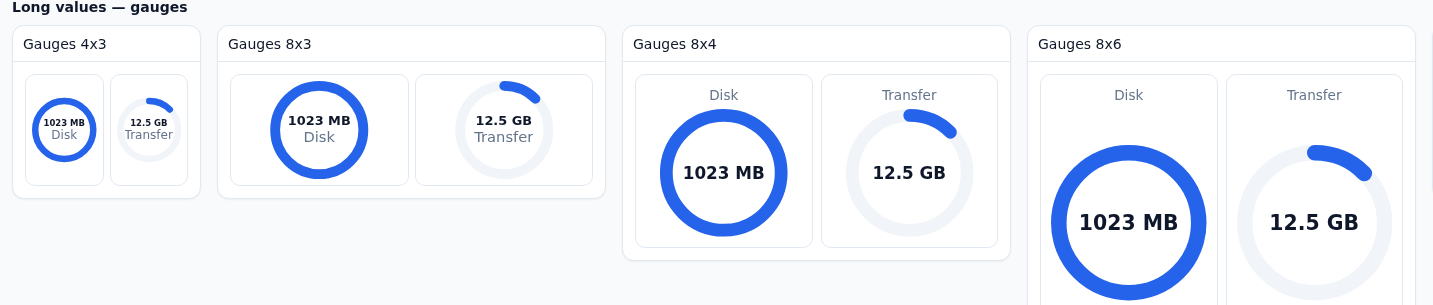 Long values — gauges
Gauges 4x3
1023 MB
Disk
12.5 GB
Transfer
Gauges 8x3
1023 MB
Disk
12.5 GB
Transfer
Gauges 8x4
Disk
1023 MB
Transfer
12.5 GB
Gauges 8x6
Disk
1023 MB
Transfer
12.5 GB